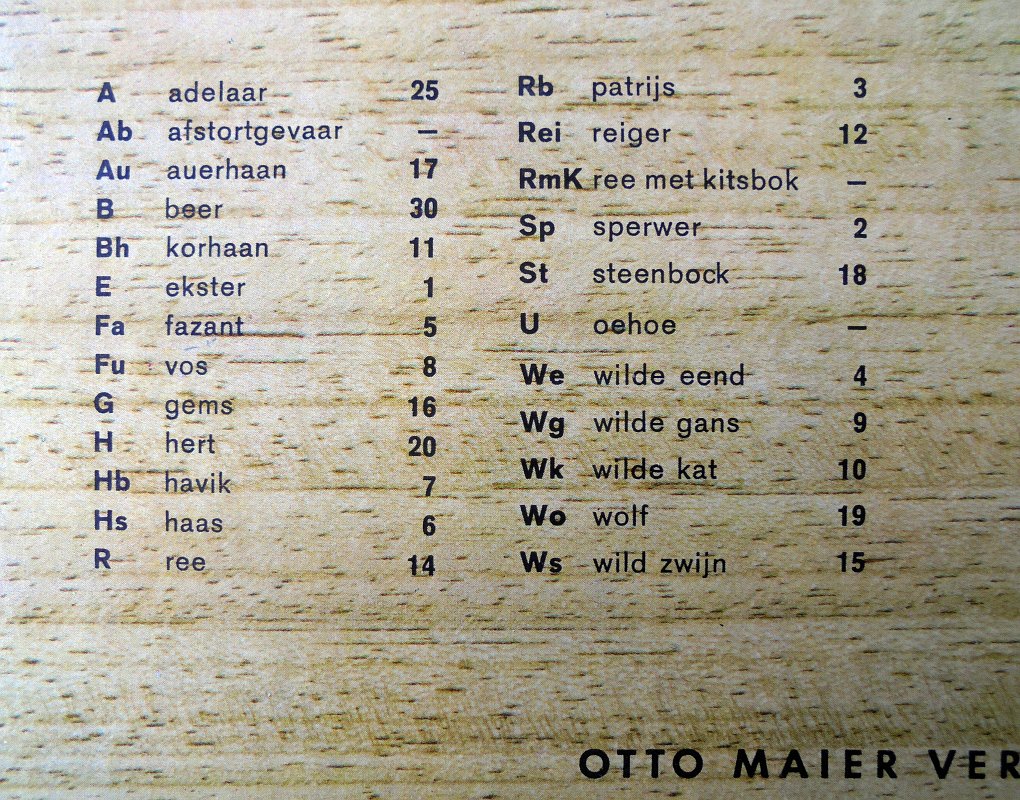 A adelaar 25
Ab afstortgevaar —
Au auerhaan 17
B beer 30
Bh korhaan 11
E ekster 1
Fa fazant 5
Fu vos 8
G gems 16
H hert 20
Hb havik 7
Hs haas 6
R ree 14
Rb patrijs 3
Rei reiger 12
RmK ree met kitsbok —
Sp sperwer 2
St steenbock 18
U oehoe —
We wilde eend 4
Wg wilde gans 9
Wk wilde kat 10
Wo wolf 19
Ws wild zwijn 15
OTTO MAIER VER